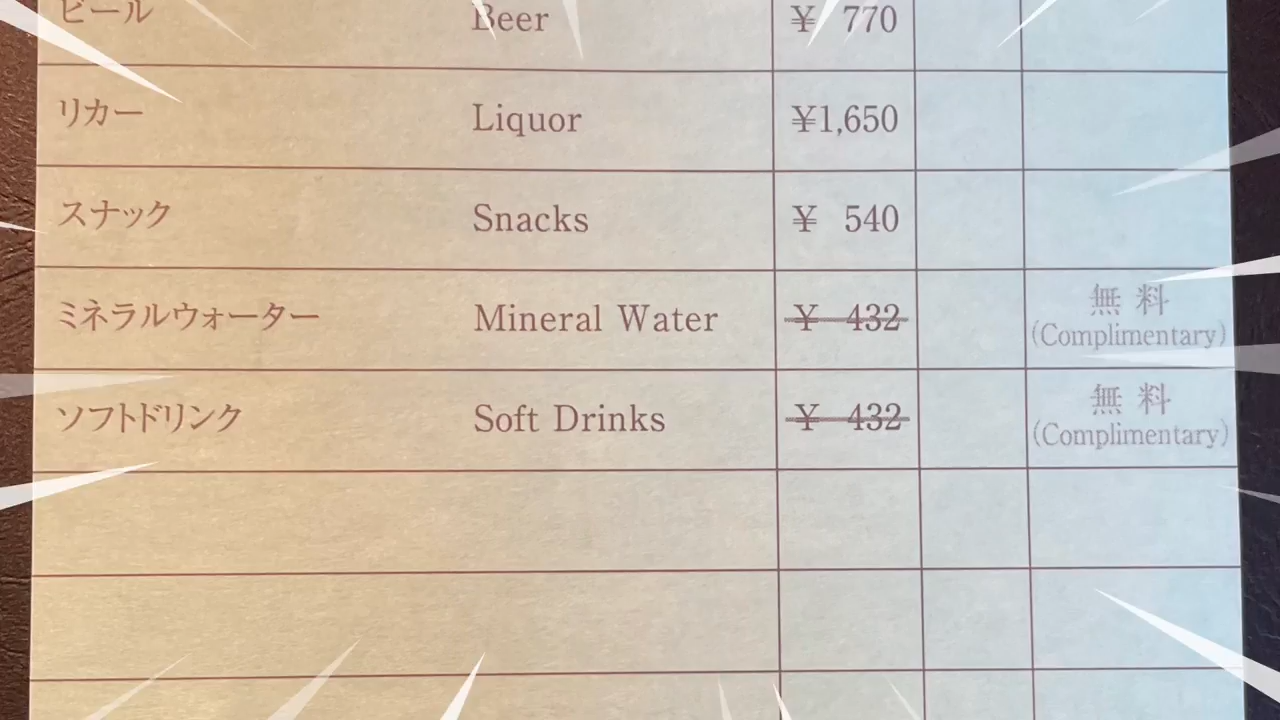 ビール Beer ¥ 770
リカー Liquor ¥1,650
スナック Snacks ¥ 540
ミネラルウォーター Mineral Water ¥ 432 無料
(Complimentary)
ソフトドリンク Soft Drinks ¥ 432 無料
(Complimentary)